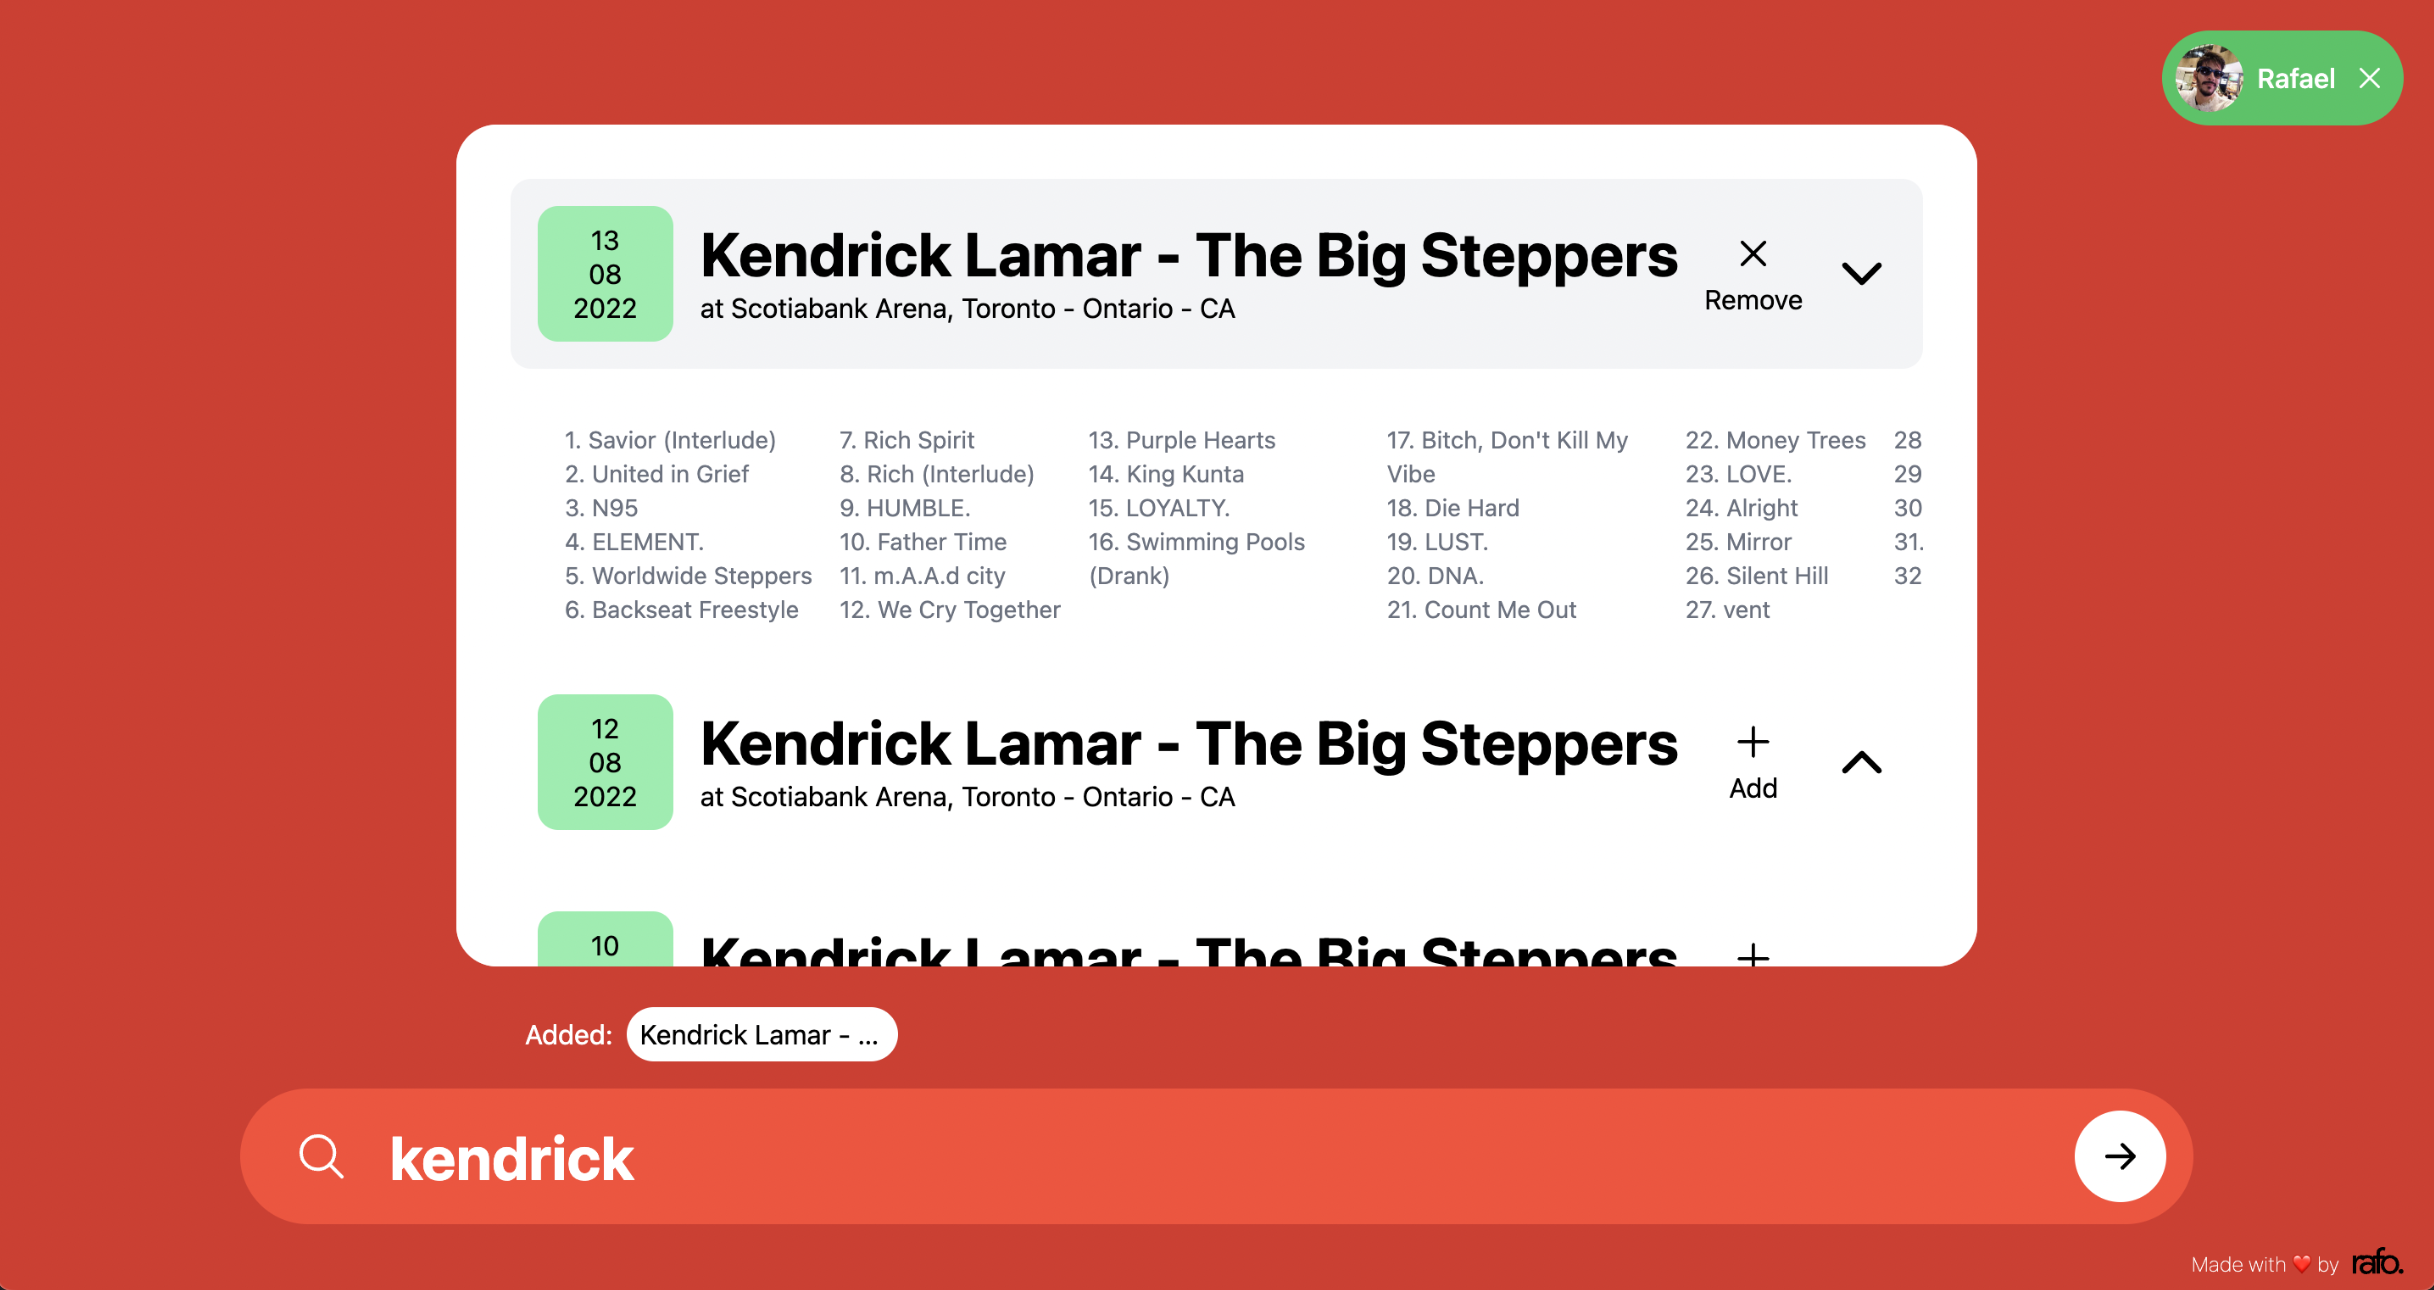 Rafael
13
08
2022
Kendrick Lamar - The Big Steppers
at Scotiabank Arena, Toronto - Ontario - CA
Remove
1. Savior (Interlude)
2. United in Grief
3. N95
4. ELEMENT.
5. Worldwide Steppers
6. Backseat Freestyle
7. Rich Spirit
8. Rich (Interlude)
9. HUMBLE.
10. Father Time
11. m.A.A.d city
12. We Cry Together
13. Purple Hearts
14. King Kunta
15. LOYALTY.
16. Swimming Pools
(Drank)
17. Bitch, Don't Kill My
Vibe
18. Die Hard
19. LUST.
20. DNA.
21. Count Me Out
22. Money Trees
23. LOVE.
24. Alright
25. Mirror
26. Silent Hill
27. vent
28
29
30
31.
32
12
08
2022
Kendrick Lamar - The Big Steppers
at Scotiabank Arena, Toronto - Ontario - CA
Add
10
Kendrick Lamar - The Big Steppers
Added:
Kendrick Lamar - ...
kendrick
Made with ❤️ by rafo.